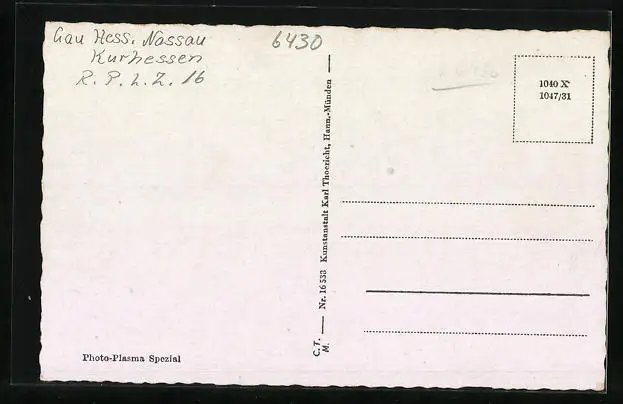 Gau Hess. Nassau
Kurhessen
R. P. L. Z. 16
6430
1040 X
1047/31
C.T.
M.
Nr. 16533 Kunstanstalt Karl Thoericht, Hann.-Münden
Photo-Plasma Spezial